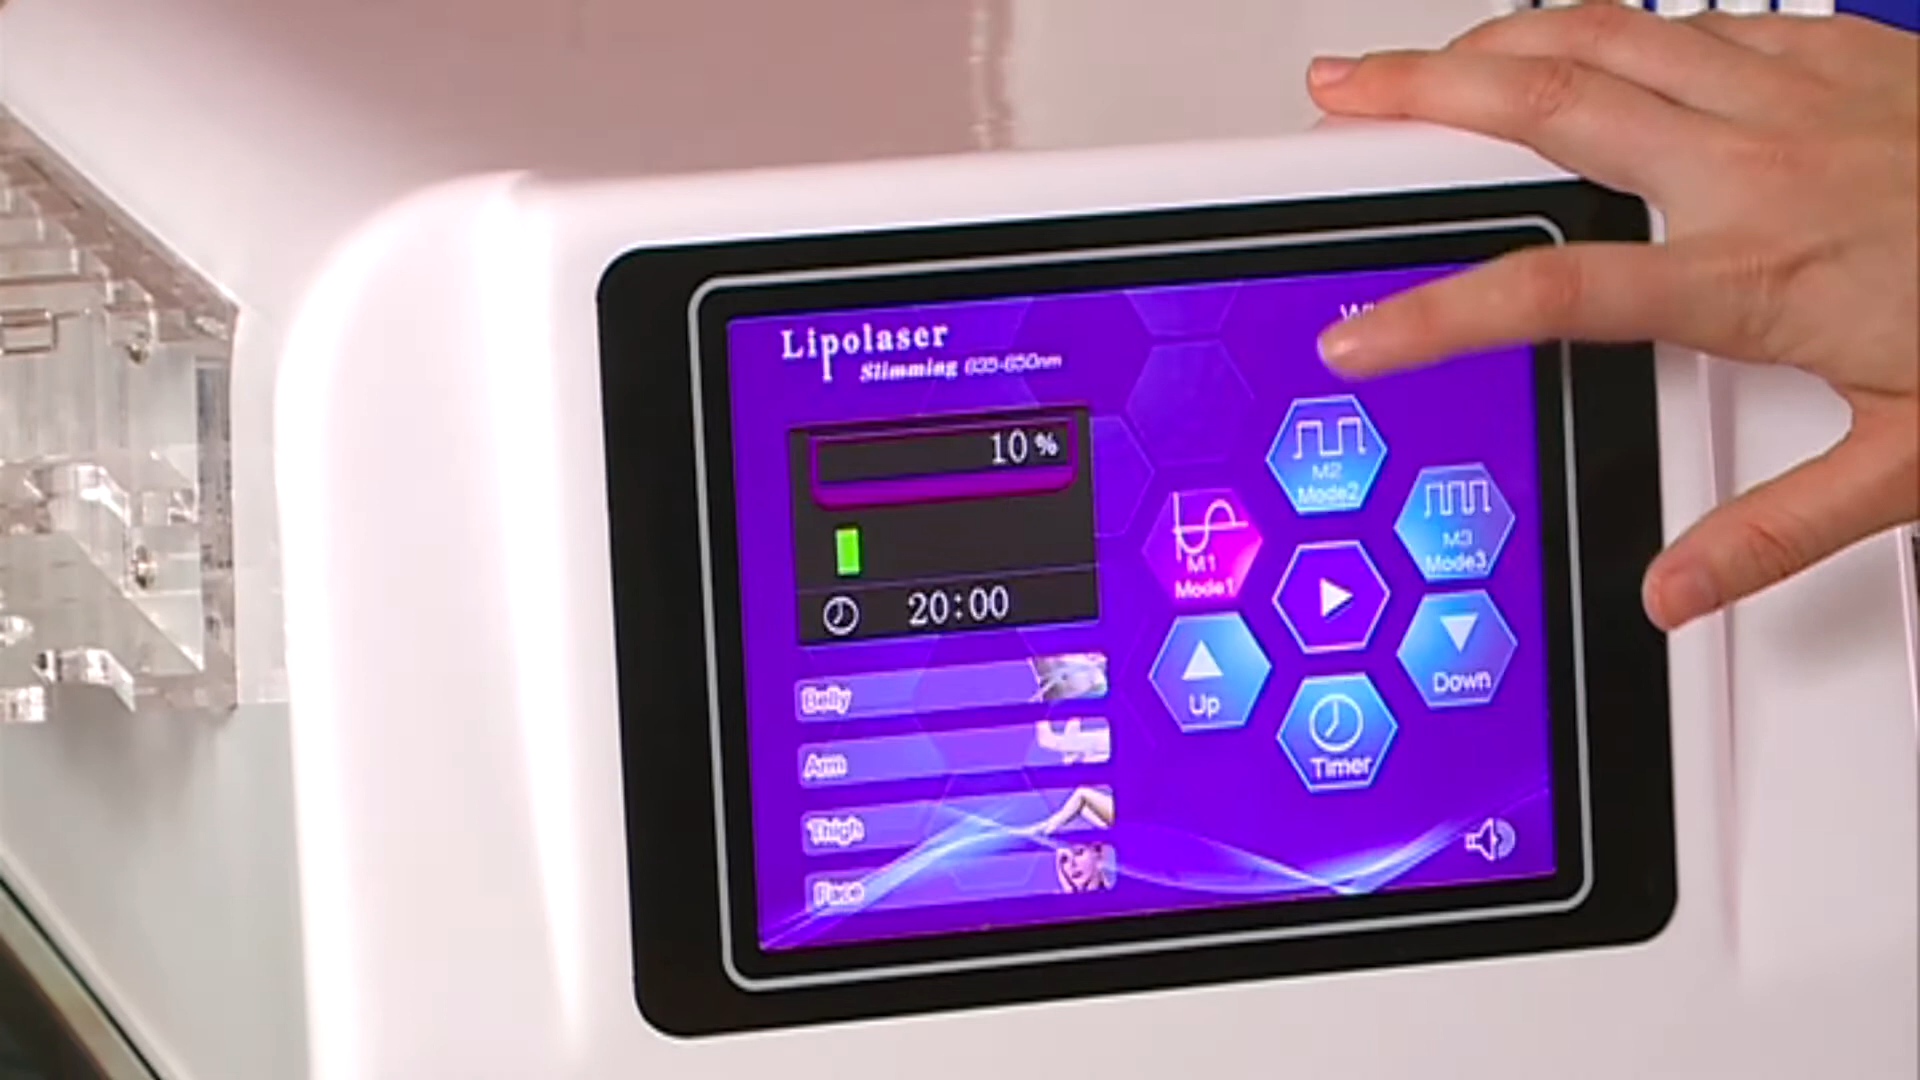 Lipolaser
Slimming 635-650nm
10 %
20:00
Belly
Arm
Thigh
Face
M2
Mode2
M3
Mode3
M1
Mode1
Up
Down
Timer